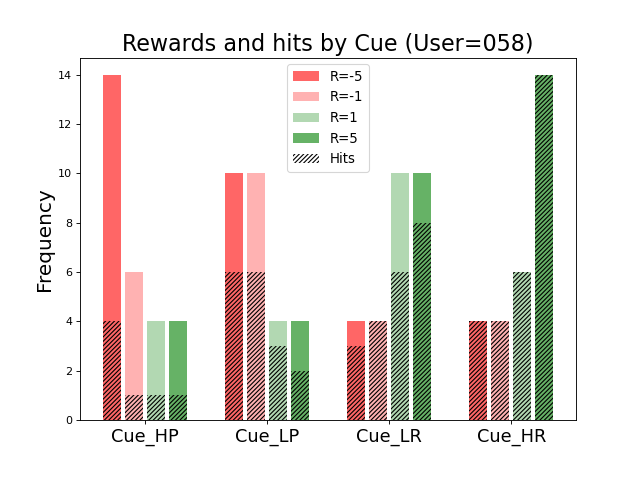 Rewards and hits by Cue (User=058)
R=-5
R=-1
R=1
R=5
Hits
Frequency
14
12
10
8
6
4
2
0
Cue_HP
Cue_LP
Cue_LR
Cue_HR